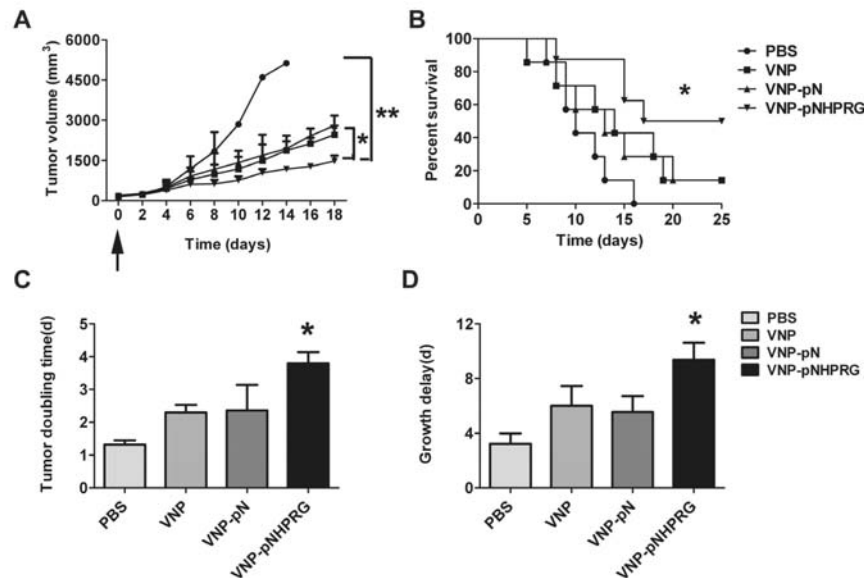 A
Tumor volume (mm³)
6000
4500
3000
1500
0
**
*
0 2 4 6 8 10 12 14 16 18
Time (days)
B
Percent survival
100
80
60
40
20
0
*
0 5 10 15 20 25
Time (days)
PBS
VNP
VNP-pN
VNP-pNHPRG
C
Tumor doubling time(d)
5
4
3
2
1
0
*
PBS
VNP
VNP-pN
VNP-pNHPRG
D
Growth delay(d)
12
8
4
0
*
PBS
VNP
VNP-pN
VNP-pNHPRG
PBS
VNP
VNP-pN
VNP-pNHPRG